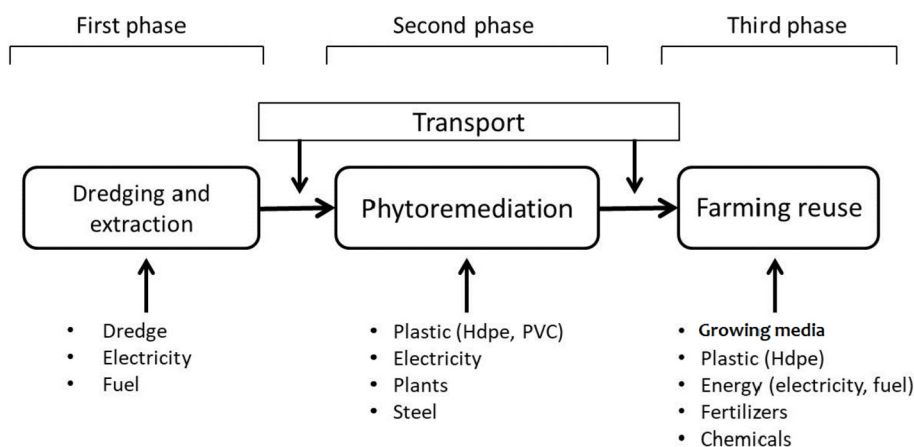 First phase
Second phase
Third phase
Transport
Dredging and
extraction
Phytoremediation
Farming reuse
• Dredge
• Electricity
• Fuel
• Plastic (Hdpe, PVC)
• Electricity
• Plants
• Steel
• Growing media
• Plastic (Hdpe)
• Energy (electricity, fuel)
• Fertilizers
• Chemicals